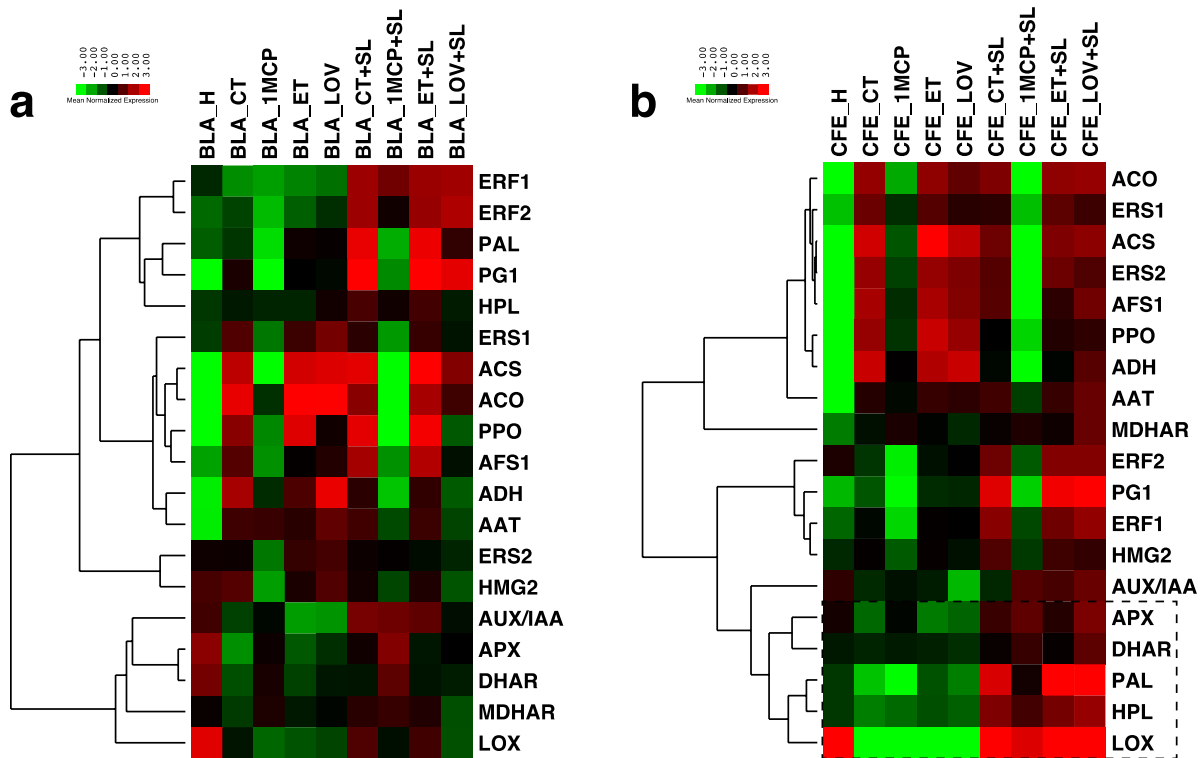 a
-3.00
-2.00
-1.00
0.00
1.00
2.00
3.00
Mean Normalized Expression
BLA_H
BLA_CT
BLA_1MCP
BLA_ET
BLA_LOV
BLA_CT+SL
BLA_1MCP+SL
BLA_ET+SL
BLA_LOV+SL
ERF1
ERF2
PAL
PG1
HPL
ERS1
ACS
ACO
PPO
AFS1
ADH
AAT
ERS2
HMG2
AUX/IAA
APX
DHAR
MDHAR
LOX
b
-3.00
-2.00
-1.00
0.00
1.00
2.00
3.00
Mean Normalized Expression
CFE_H
CFE_CT
CFE_1MCP
CFE_ET
CFE_LOV
CFE_CT+SL
CFE_1MCP+SL
CFE_ET+SL
CFE_LOV+SL
ACO
ERS1
ACS
ERS2
AFS1
PPO
ADH
AAT
MDHAR
ERF2
PG1
ERF1
HMG2
AUX/IAA
APX
DHAR
PAL
HPL
LOX